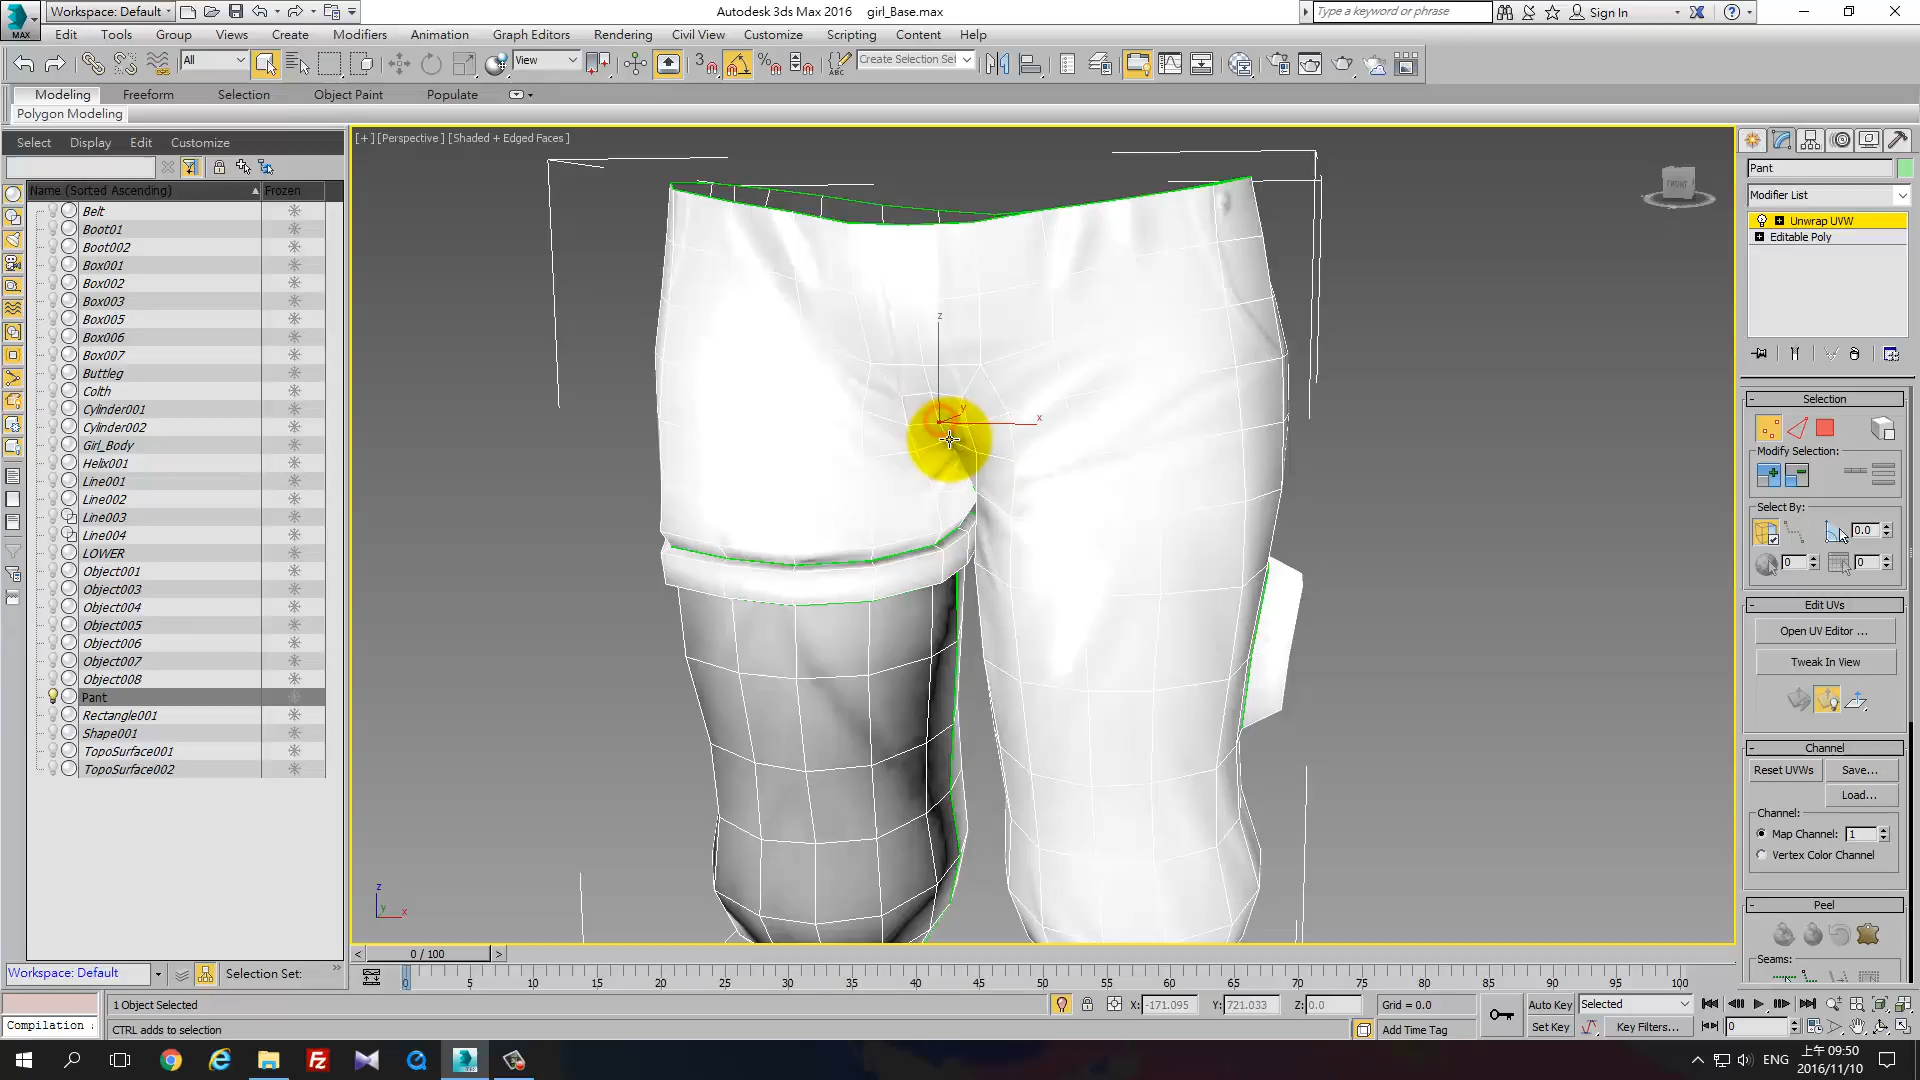 Workspace: Default
Autodesk 3ds Max 2016 girl_Base.max
Type a keyword or phrase
Sign In
MAX
Edit Tools Group Views Create Modifiers Animation Graph Editors Rendering Civil View Customize Scripting Content Help
All
View
3
ABC
Create Selection Sel
Modeling Freeform Selection Object Paint Populate
Polygon Modeling
Select Display Edit Customize
Name (Sorted Ascending) Frozen
Belt
Boot01
Boot002
Box001
Box002
Box003
Box005
Box006
Box007
Buttleg
Colth
Cylinder001
Cylinder002
Girl_Body
Helix001
Line001
Line002
Line003
Line004
LOWER
Object001
Object003
Object004
Object005
Object006
Object007
Object008
Pant
Rectangle001
Shape001
TopoSurface001
TopoSurface002
Workspace: Default
Selection Set:
[+] [Perspective] [Shaded + Edged Faces]
FRONT
z
y
x
z
y
x
Pant
Modifier List
Unwrap UVW
Editable Poly
Selection
Modify Selection:
Select By:
0.0
0
0
Edit UVs
Open UV Editor ...
Tweak In View
Channel
Reset UVWs Save...
Load...
Channel:
Map Channel: 1
Vertex Color Channel
Peel
Seams:
< 0 / 100 >
0 5 10 15 20 25 30 35 40 45 50 55 60 65 70 75 80 85 90 95 100
1 Object Selected
X: -171.095 Y: 721.033 Z: 0.0
Grid = 0.0
Auto Key
Selected
Compilation
CTRL adds to selection
Add Time Tag
Set Key
Key Filters...
0
ENG
上午 09:50
2016/11/10